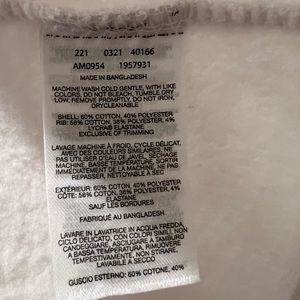 221 0321 40166
AM0954 1957931
MADE IN BANGLADESH
MACHINE WASH COLD GENTLE, WITH LIKE
COLORS, DO NOT BLEACH, TUMBLE DRY
LOW, REMOVE PROMPTLY, DO NOT IRON,
DRYCLEANABLE
SHELL: 60% COTTON, 40% POLYESTER
RIB: 58% COTTON, 38% POLYESTER, 4%
LYCRA® ELASTANE
EXCLUSIVE OF TRIMMING
LAVAGE MACHINE À FROID, CYCLE DÉLICAT,
AVEC DES COULEURS SIMILAIRES, NE
PAS UTILISER D'EAU DE JAVEL, SÉCHAGE
MACHINE, BASSE TEMPÉRATURE, SORTIR
IMMÉDIATEMENT DE LA MACHINE, NE PAS
REPASSER, NETTOYABLE À SEC
EXTÉRIEUR: 60% COTON, 40% POLYESTER
CÔTE: 58% COTON, 38% POLYESTER, 4%
ÉLASTHANNE
SAUF LES BORDURES
FABRIQUÉ AU BANGLADESH
LAVARE IN LAVATRICE IN ACQUA FREDDA,
CICLO DELICATO, CON COLORI SIMILI, NON
CANDEGGIARE, ASCIUGARE A TAMBURO
A BASSA TEMPERATURA, RIMUOVERE
TEMPESTIVAMENTE, NON STIRARE,
LAVABILE A SECCO
GUSCIO ESTERNO: 60% COTONE, 40%